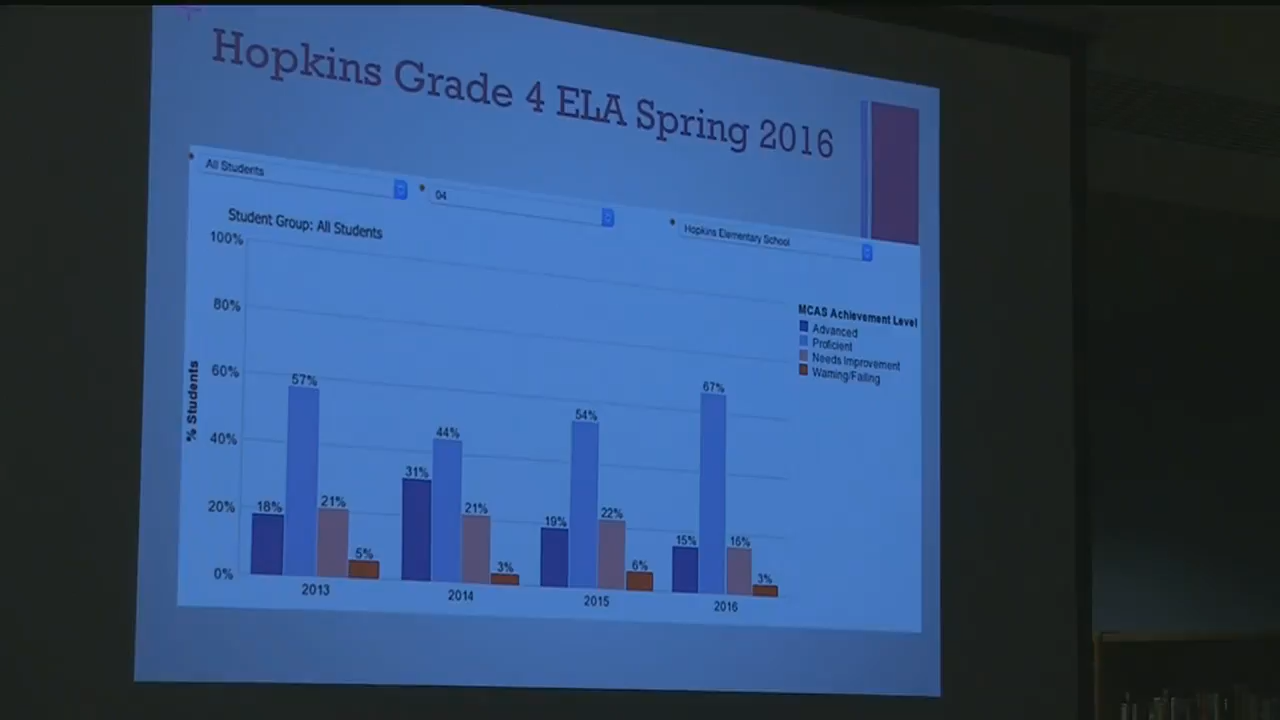 Hopkins Grade 4 ELA Spring 2016
All Students
04
Hopkins Elementary School
Student Group: All Students
100%
80%
60%
40%
20%
0%
% Students
18%
57%
21%
5%
31%
44%
21%
3%
19%
54%
22%
6%
15%
67%
16%
3%
2013
2014
2015
2016
MCAS Achievement Level
Advanced
Proficient
Needs Improvement
Warning/Failing